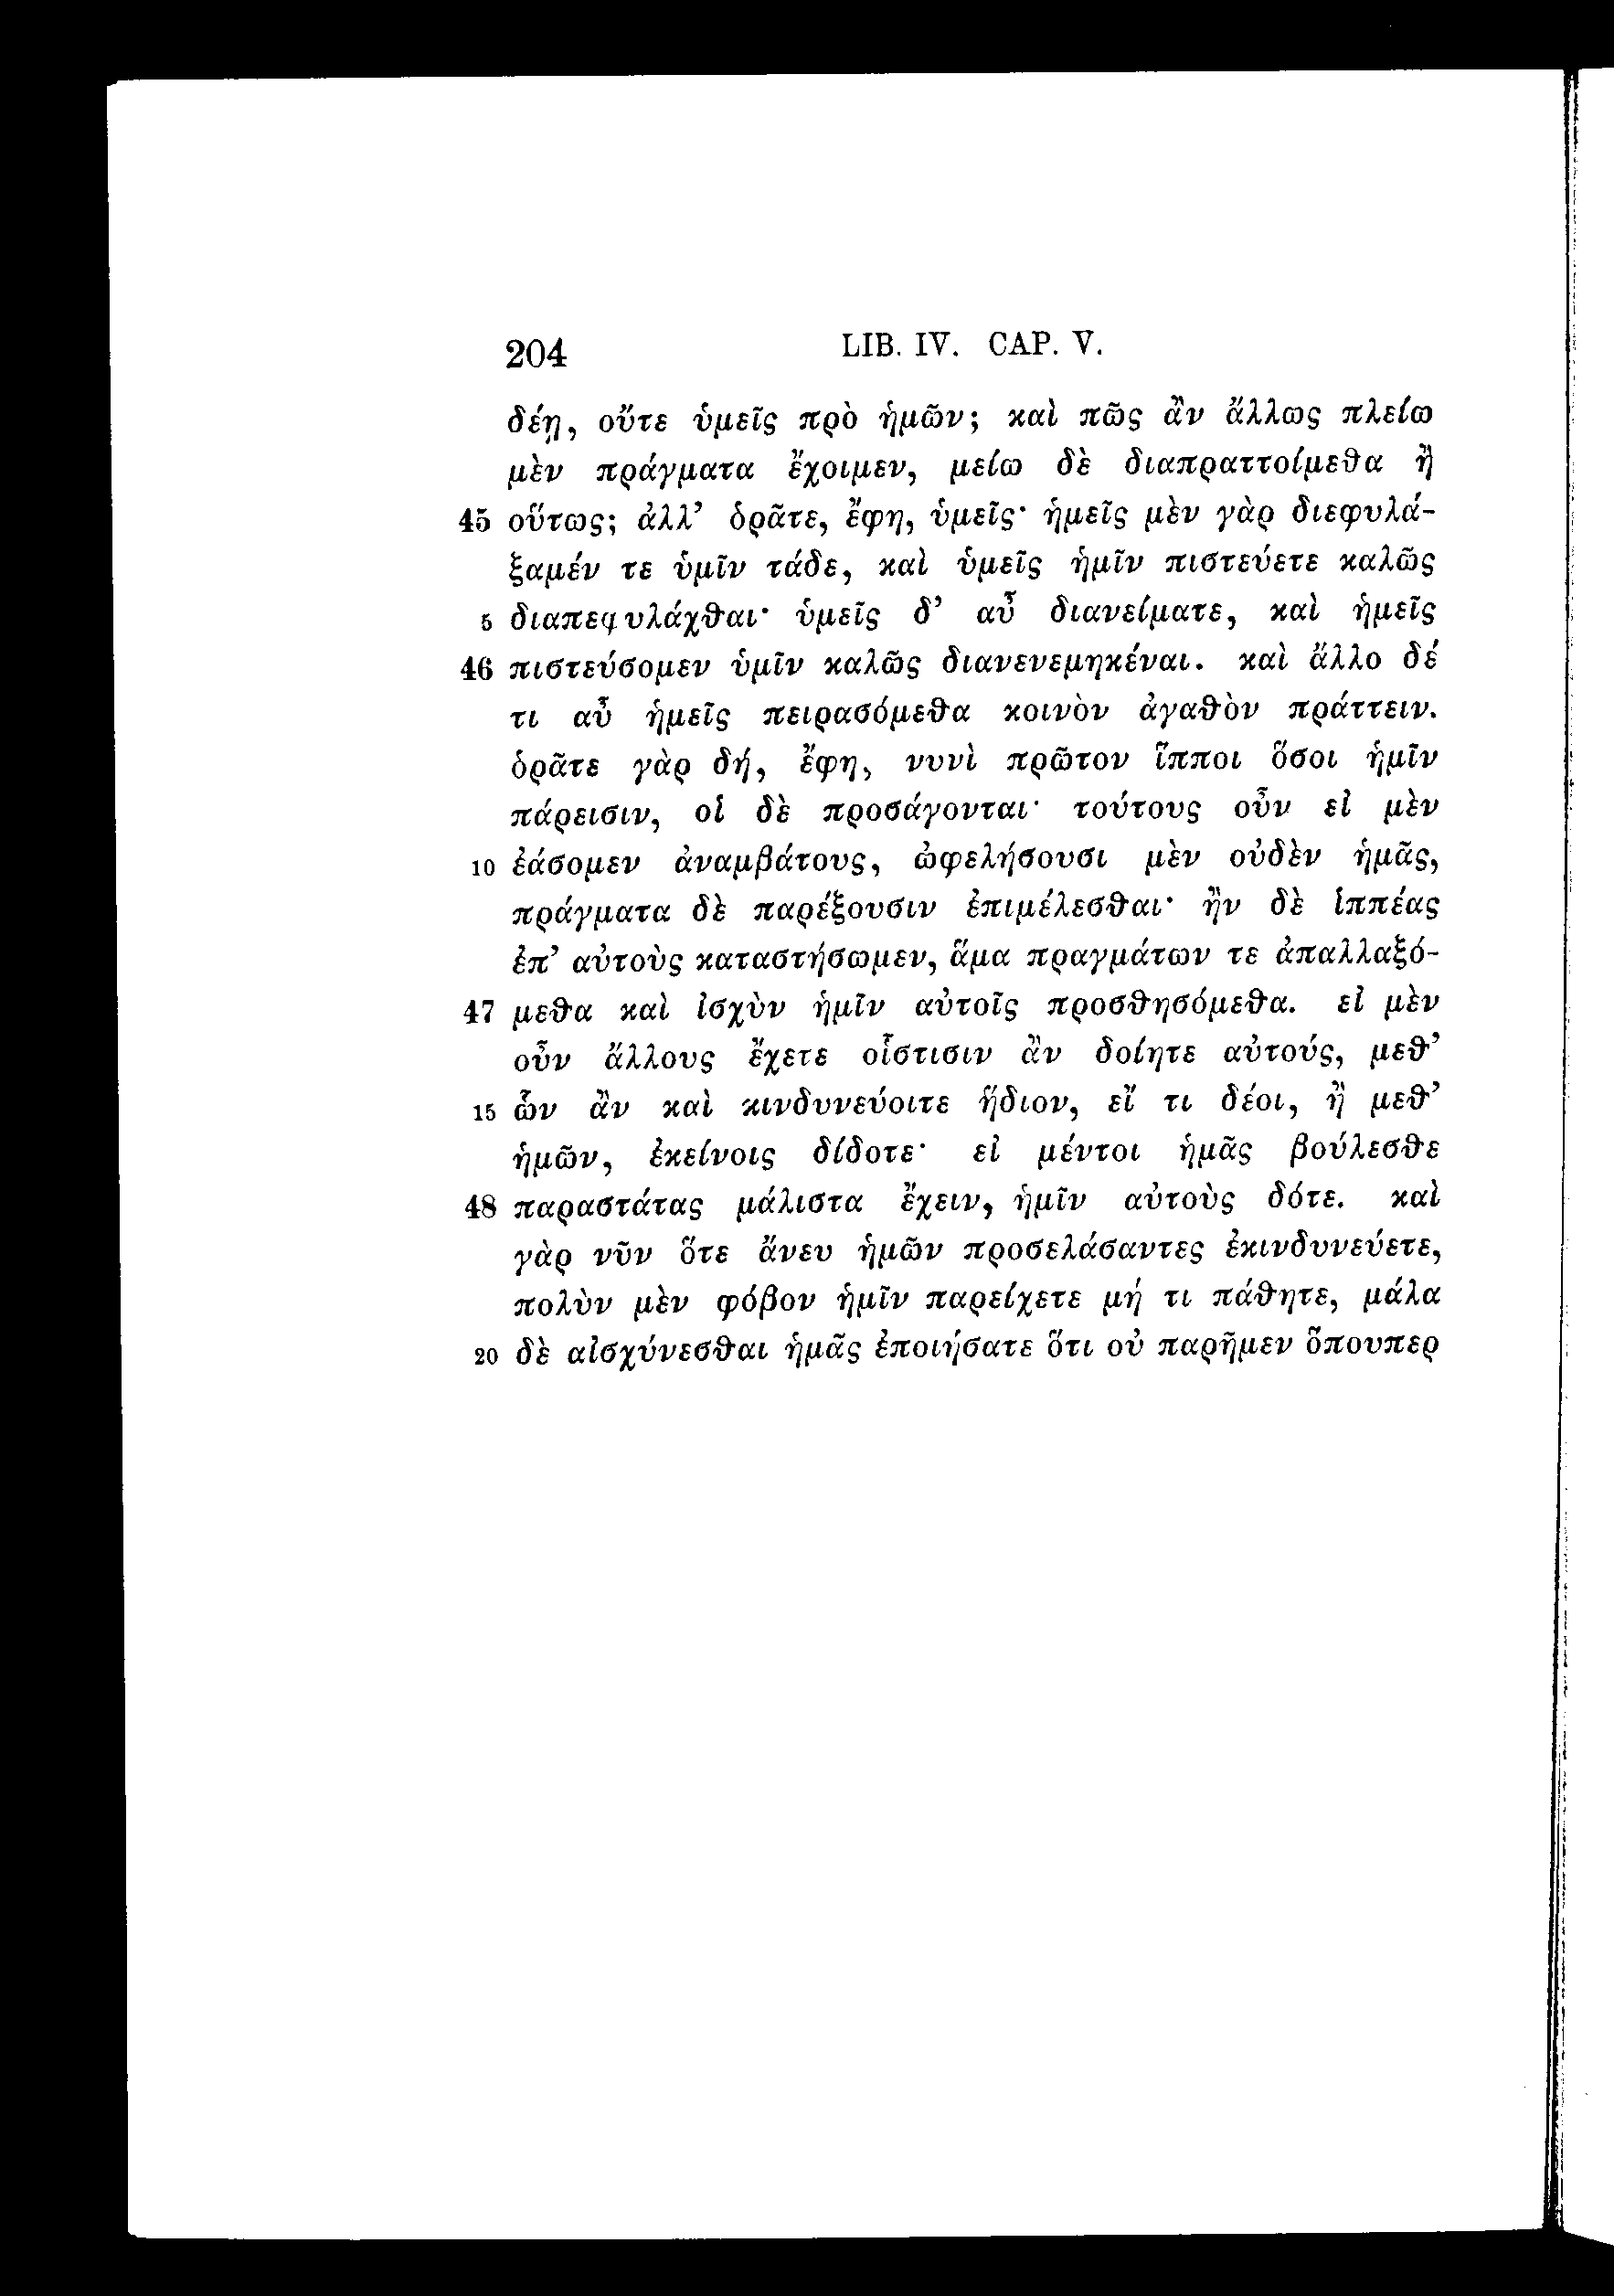 204 LIB. IV. CAP. V.
δέῃ, οὔτε ὑμεῖς πρὸ ἡμῶν; καὶ πῶς ἂν ἄλλως πλείω
μὲν πράγματα ἔχοιμεν, μείω δὲ διαπραττοίμεθα ἢ
45 οὕτως; ἀλλ’ ὁρᾶτε, ἔφη, ὑμεῖς· ἡμεῖς μὲν γὰρ διεφυλά-
ξαμέν τε ὑμῖν τάδε, καὶ ὑμεῖς ἡμῖν πιστεύετε καλῶς
5 διαπεφυλάχθαι· ὑμεῖς δ’ αὖ διανείματε, καὶ ἡμεῖς
46 πιστεύσομεν ὑμῖν καλῶς διανενεμηκέναι. καὶ ἄλλο δέ
τι αὖ ἡμεῖς πειρασόμεθα κοινὸν ἀγαθὸν πράττειν.
ὁρᾶτε γὰρ δή, ἔφη, νυνὶ πρῶτον ἵπποι ὅσοι ἡμῖν
πάρεισιν, οἱ δὲ προσάγονται· τούτους οὖν εἰ μὲν
10 ἐάσομεν ἀναμβάτους, ὠφελήσουσι μὲν οὐδὲν ἡμᾶς,
πράγματα δὲ παρέξουσιν ἐπιμέλεσθαι· ἢν δὲ ἱππέας
ἐπ’ αὐτοὺς καταστήσωμεν, ἅμα πραγμάτων τε ἀπαλλαξό-
47 μεθα καὶ ἰσχὺν ἡμῖν αὐτοῖς προσθησόμεθα. εἰ μὲν
οὖν ἄλλους ἔχετε οἷστισιν ἂν δοίητε αὐτούς, μεθ’
15 ὧν ἂν καὶ κινδυνεύοιτε ἥδιον, εἴ τι δέοι, ἢ μεθ’
ἡμῶν, ἐκείνοις δίδοτε· εἰ μέντοι ἡμᾶς βούλεσθε
48 παραστάτας μάλιστα ἔχειν, ἡμῖν αὐτοὺς δότε. καὶ
γὰρ νῦν ὅτε ἄνευ ἡμῶν προσελάσαντες ἐκινδυνεύετε,
πολὺν μὲν φόβον ἡμῖν παρείχετε μή τι πάθητε, μάλα
20 δὲ αἰσχύνεσθαι ἡμᾶς ἐποιήσατε ὅτι οὐ παρῆμεν ὅπουπερ